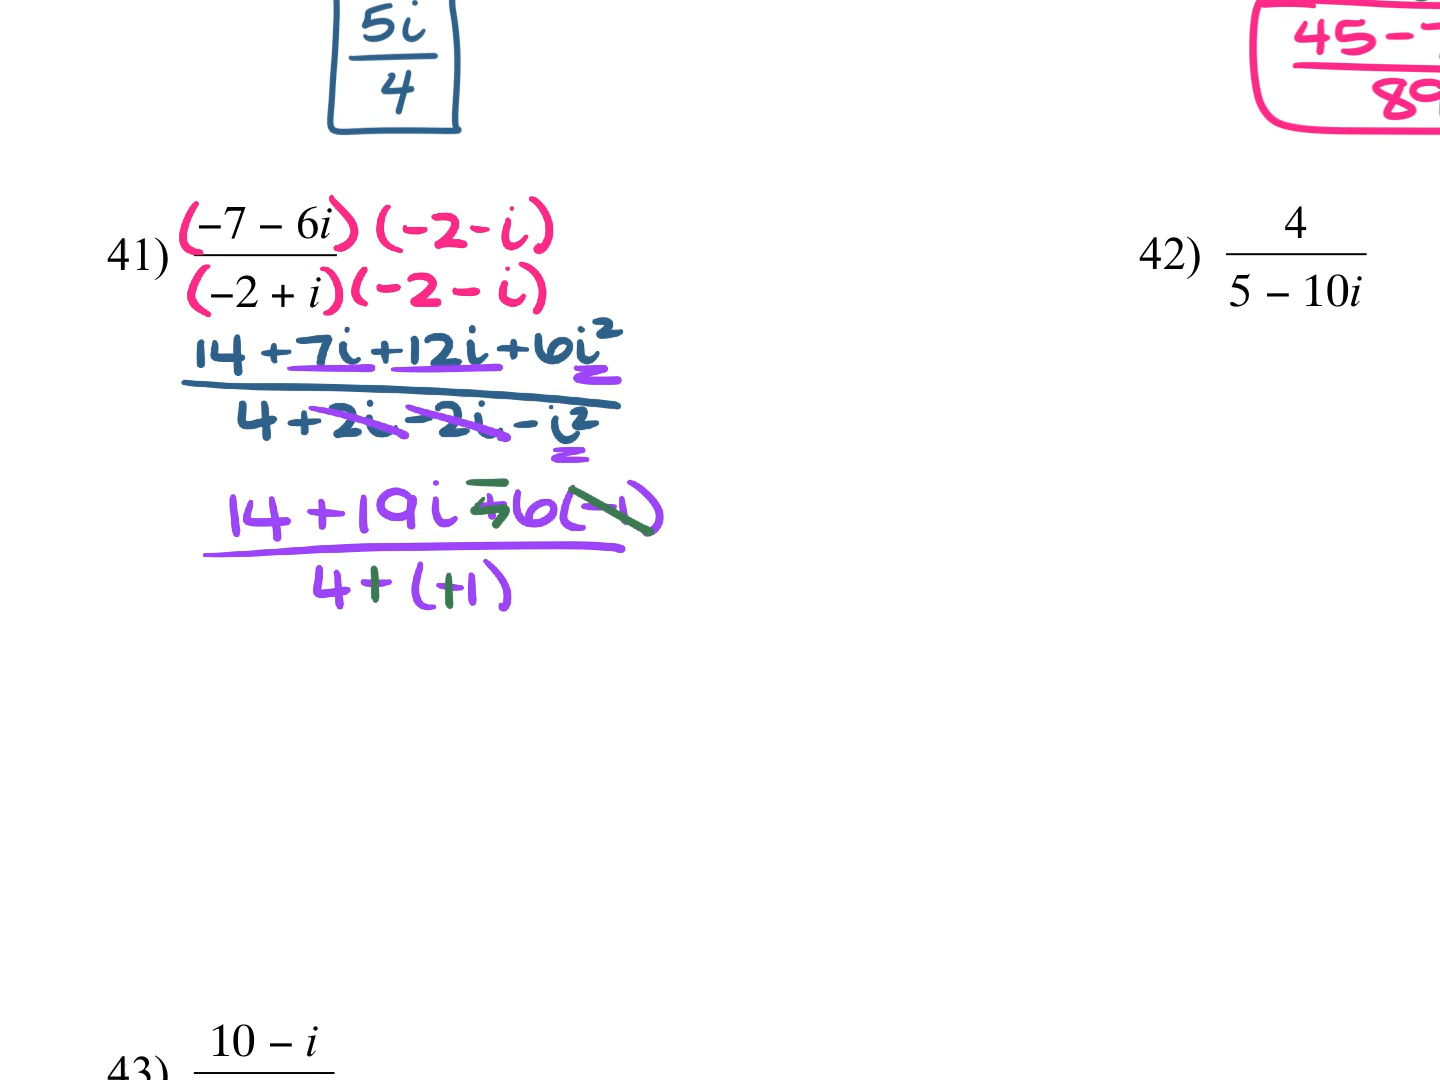 5i
4
45-
89
41) (-7 - 6i)(-2-i)
(-2 + i)(-2-i)
14+7i+12i+6i²
4+2i-2i-i²
14+19i 6(-1)
4+(+1)
42) 4
5 - 10i
43) 10 - i